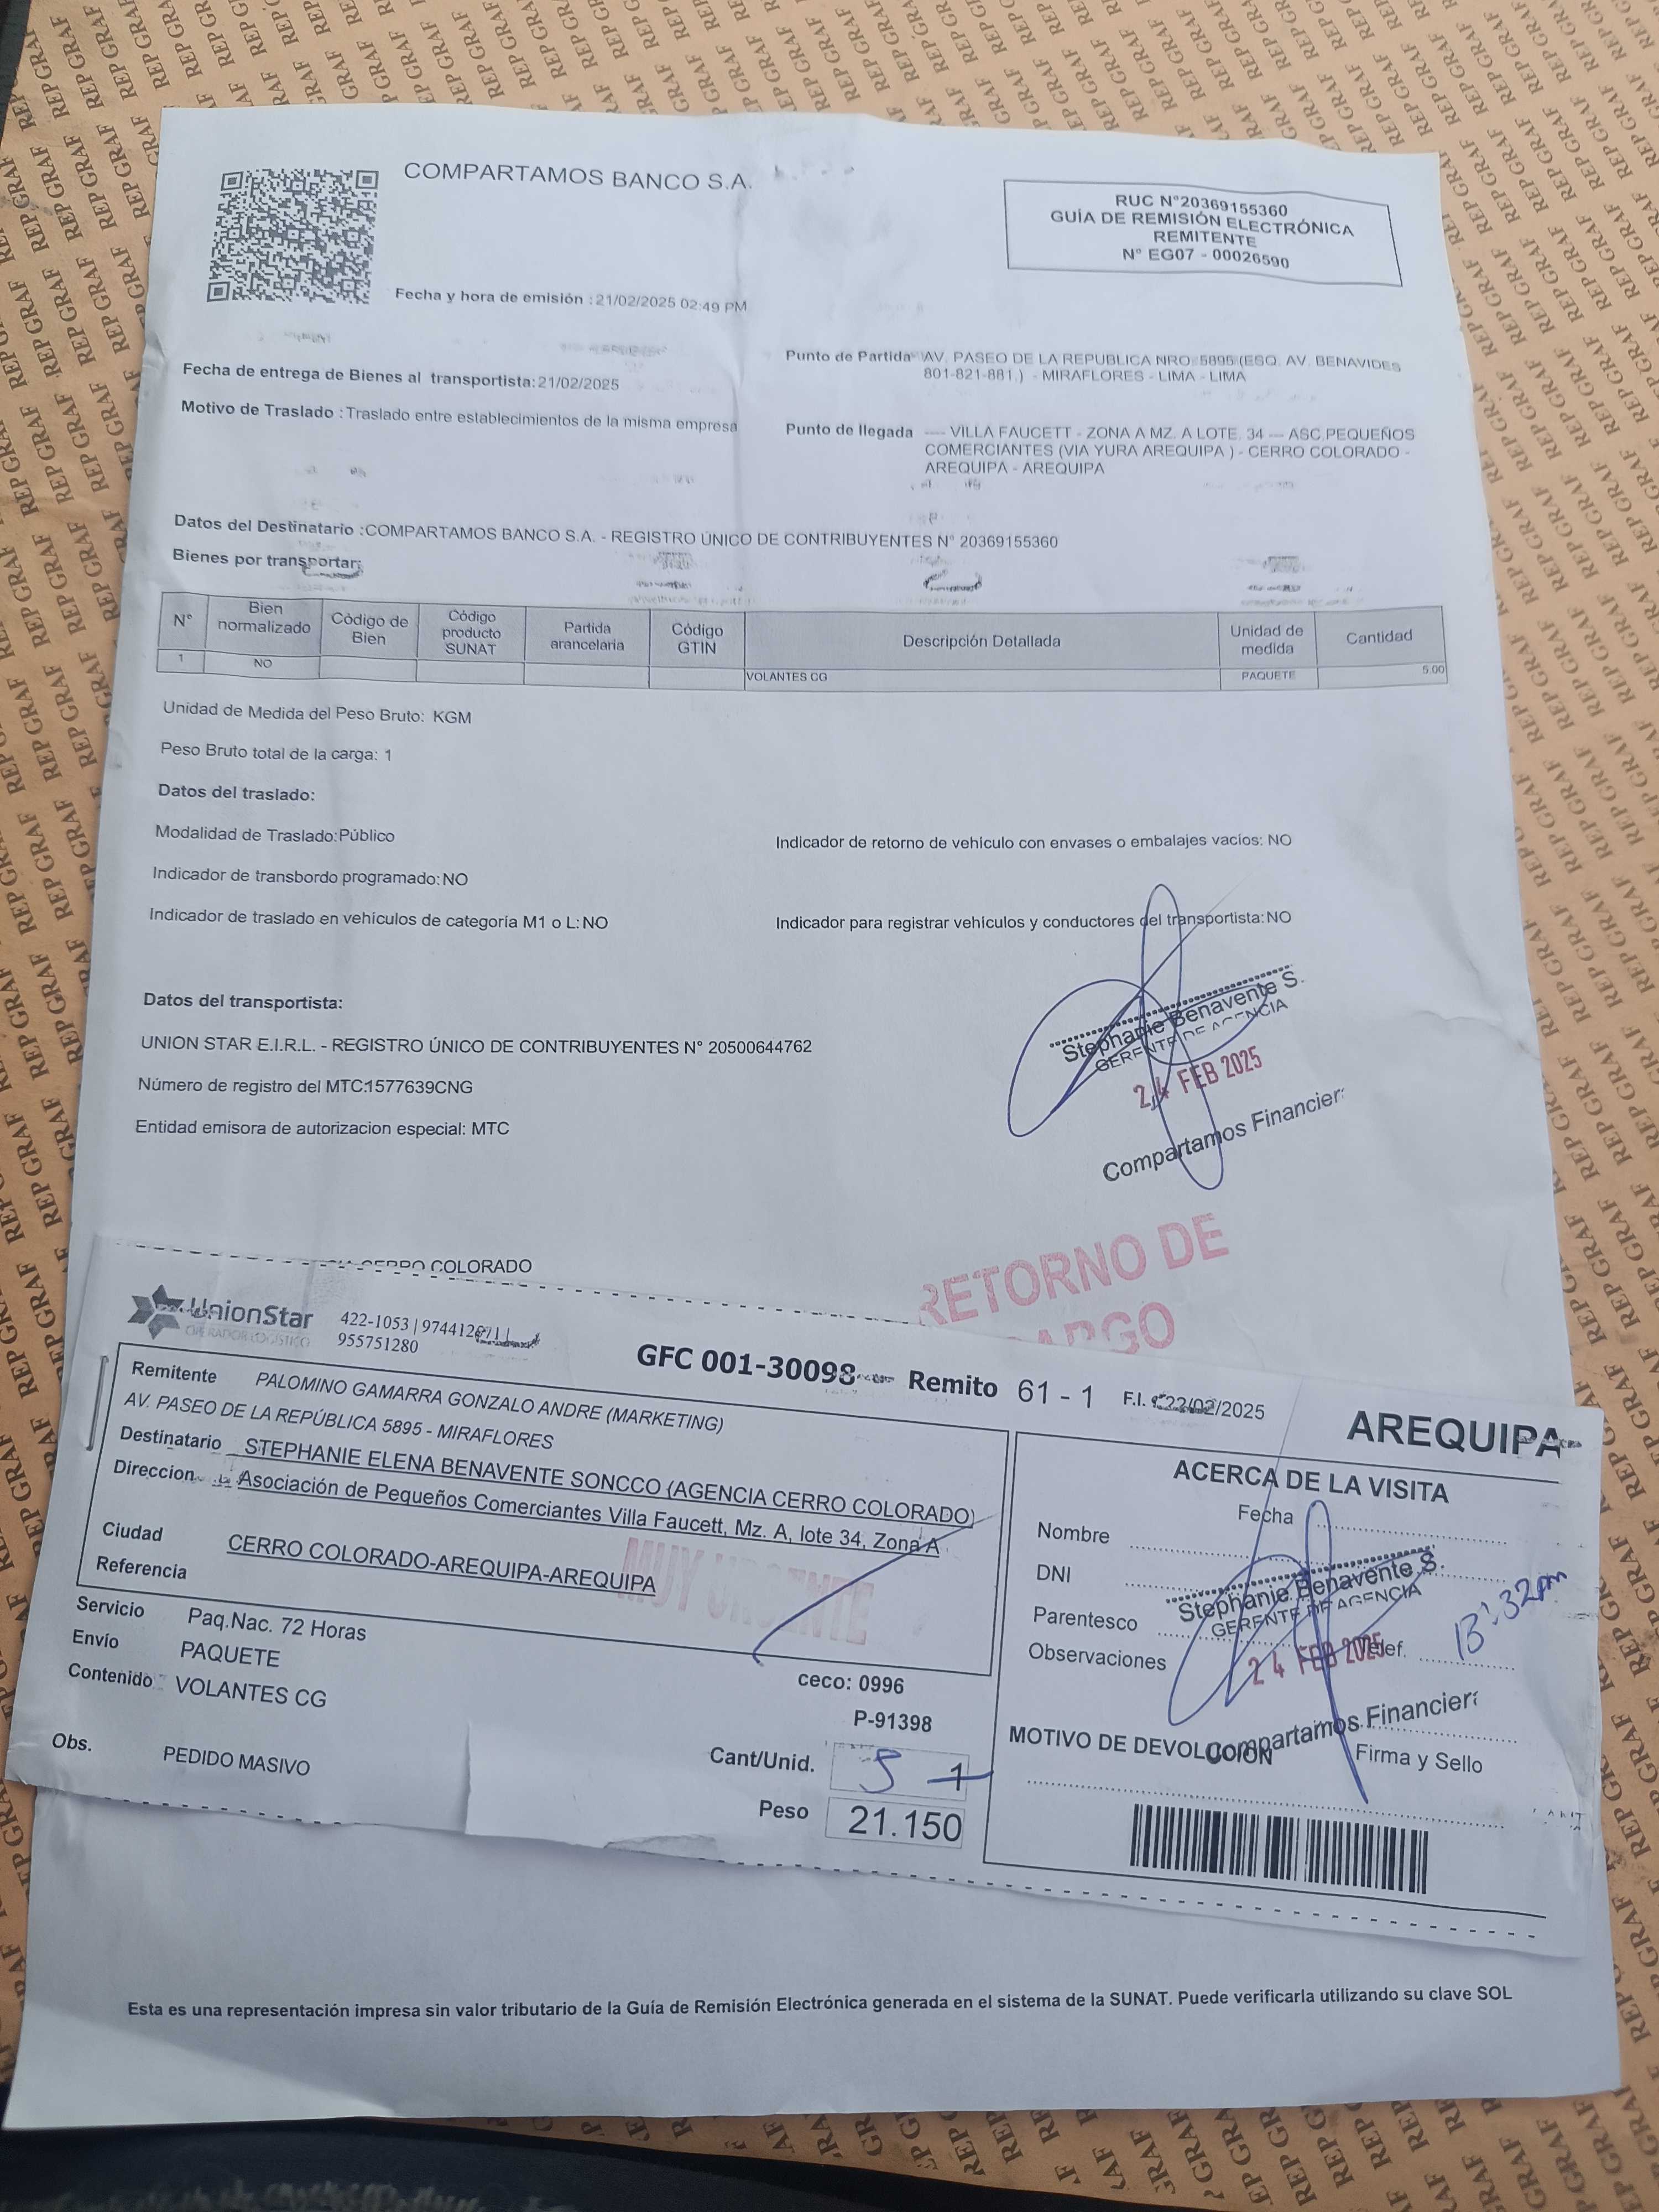 COMPARTAMOS BANCO S.A.
RUC N°20369155360
GUÍA DE REMISIÓN ELECTRÓNICA
REMITENTE
N° EG07 - 00026590
Fecha y hora de emisión : 21/02/2025 02:49 PM
Fecha de entrega de Bienes al transportista: 21/02/2025
Motivo de Traslado : Traslado entre establecimientos de la misma empresa
Punto de Partida AV. PASEO DE LA REPUBLICA NRO. 5895 (ESQ. AV. BENAVIDES
801-821-881.) - MIRAFLORES - LIMA - LIMA
Punto de llegada ---- VILLA FAUCETT - ZONA A MZ. A LOTE. 34 --- ASC.PEQUEÑOS
COMERCIANTES (VIA YURA AREQUIPA ) - CERRO COLORADO -
AREQUIPA - AREQUIPA
Datos del Destinatario :COMPARTAMOS BANCO S.A. - REGISTRO ÚNICO DE CONTRIBUYENTES N° 20369155360
Bienes por transportar:
N° Bien normalizado Código de Bien Código producto SUNAT Partida arancelaria Código GTIN Descripción Detallada Unidad de medida Cantidad
1 NO VOLANTES CG PAQUETE 5.00
Unidad de Medida del Peso Bruto: KGM
Peso Bruto total de la carga: 1
Datos del traslado:
Modalidad de Traslado:Público
Indicador de retorno de vehículo con envases o embalajes vacíos: NO
Indicador de transbordo programado:NO
Indicador de traslado en vehículos de categoría M1 o L:NO
Indicador para registrar vehículos y conductores del transportista:NO
Datos del transportista:
UNION STAR E.I.R.L. - REGISTRO ÚNICO DE CONTRIBUYENTES N° 20500644762
Número de registro del MTC:1577639CNG
Entidad emisora de autorizacion especial: MTC
Stephanie Benavente S.
GERENTE DE AGENCIA
24 FEB 2025
Compartamos Financier
RETORNO DE
CARGO
CERRO COLORADO
UnionStar
OPERADOR LOGISTICO
422-1053 | 974412671 |
955751280
GFC 001-30098 Remito 61 - 1 F.I. 22/02/2025
AREQUIPA
Remitente PALOMINO GAMARRA GONZALO ANDRE (MARKETING)
AV. PASEO DE LA REPÚBLICA 5895 - MIRAFLORES
Destinatario STEPHANIE ELENA BENAVENTE SONCCO (AGENCIA CERRO COLORADO)
Direccion Asociación de Pequeños Comerciantes Villa Faucett, Mz. A, lote 34, Zona A
Ciudad CERRO COLORADO-AREQUIPA-AREQUIPA
Referencia
MUY URGENTE
Servicio Paq.Nac. 72 Horas
Envío PAQUETE
Contenido VOLANTES CG
Obs. PEDIDO MASIVO
ceco: 0996
P-91398
Cant/Unid. 5 1
Peso 21.150
ACERCA DE LA VISITA
Fecha
Nombre
DNI
Parentesco
Observaciones
Telef.
Stephanie Benavente S.
GERENTE DE AGENCIA
24 FEB 2025
13:32pm
Compartamos Financier
MOTIVO DE DEVOLUCIÓN
Firma y Sello
Esta es una representación impresa sin valor tributario de la Guía de Remisión Electrónica generada en el sistema de la SUNAT. Puede verificarla utilizando su clave SOL
REP GRAF